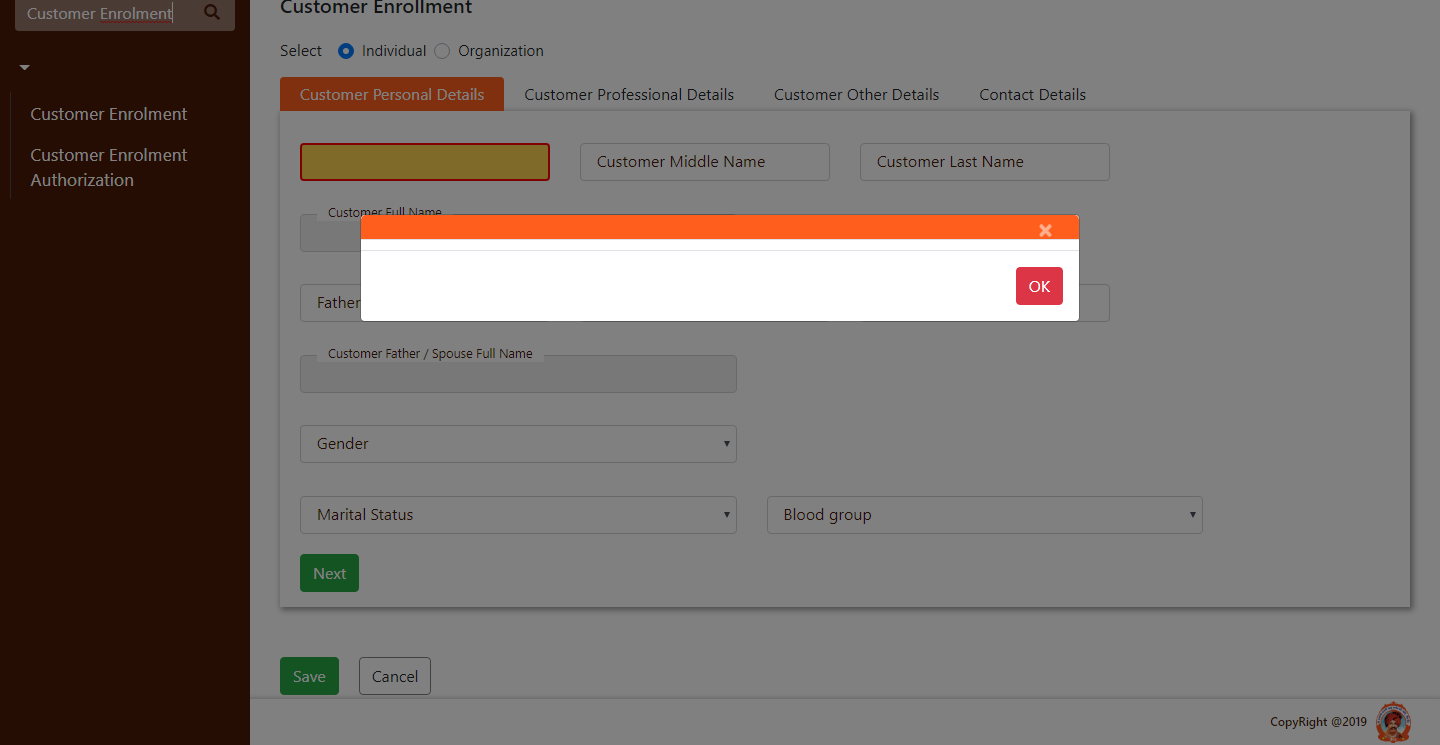 Customer Enrolment
Customer Enrolment
Customer Enrolment
Authorization
Customer Enrollment
Select Individual Organization
Customer Personal Details Customer Professional Details Customer Other Details Contact Details
Customer Middle Name Customer Last Name
Customer Full Name
×
OK
Father
Customer Father / Spouse Full Name
Gender
Marital Status Blood group
Next
Save Cancel
CopyRight @2019